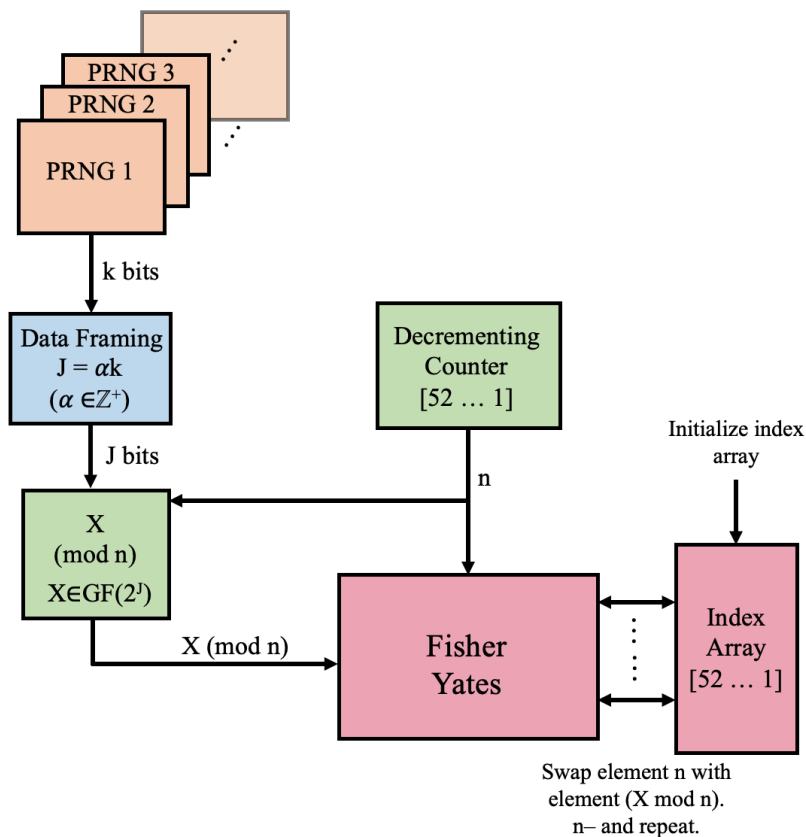 PRNG 3
PRNG 2
PRNG 1
k bits
Data Framing
J = αk
(α ∈ℤ⁺)
J bits
Decrementing
Counter
[52 … 1]
n
Initialize index
array
X
(mod n)
X∈GF(2ᴶ)
X (mod n)
Fisher
Yates
Index
Array
[52 … 1]
Swap element n with
element (X mod n).
n– and repeat.